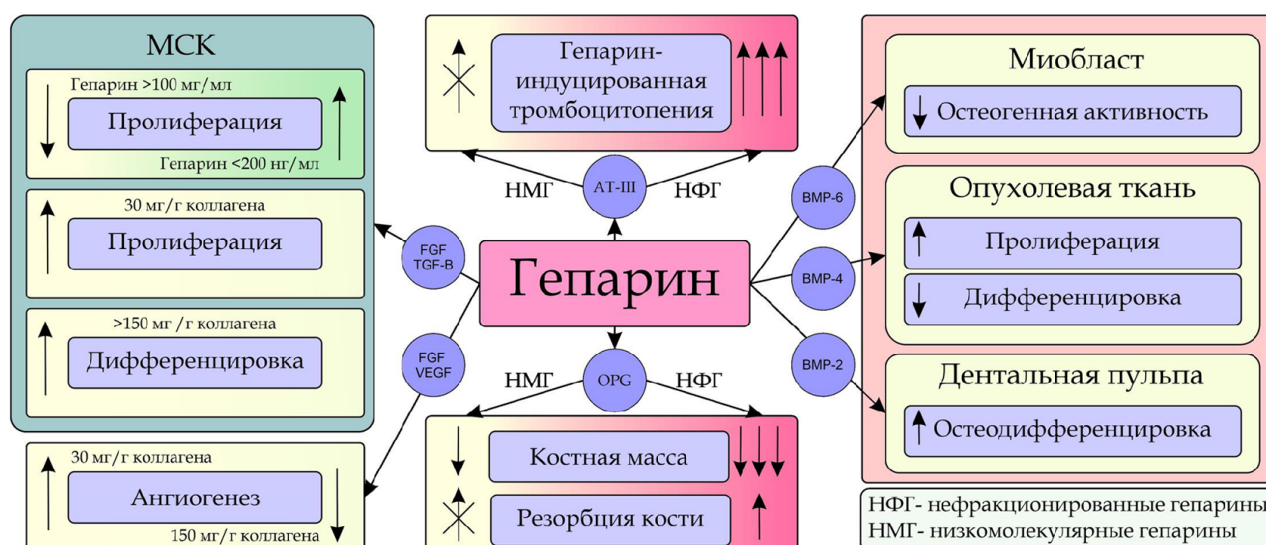 МСК
Гепарин >100 мг/мл
Пролиферация
Гепарин <200 нг/мл
30 мг/г коллагена
Пролиферация
>150 мг /г коллагена
Дифференцировка
30 мг/г коллагена
Ангиогенез
150 мг/г коллагена
FGF
TGF-B
FGF
VEGF
Гепарин-
индуцированная
тромбоцитопения
НМГ
AT-III
НФГ
Гепарин
НМГ
OPG
НФГ
Костная масса
Резорбция кости
BMP-6
BMP-4
BMP-2
Миобласт
Остеогенная активность
Опухолевая ткань
Пролиферация
Дифференцировка
Дентальная пульпа
Остеодифференцировка
НФГ- нефракционированные гепарины
НМГ- низкомолекулярные гепарины